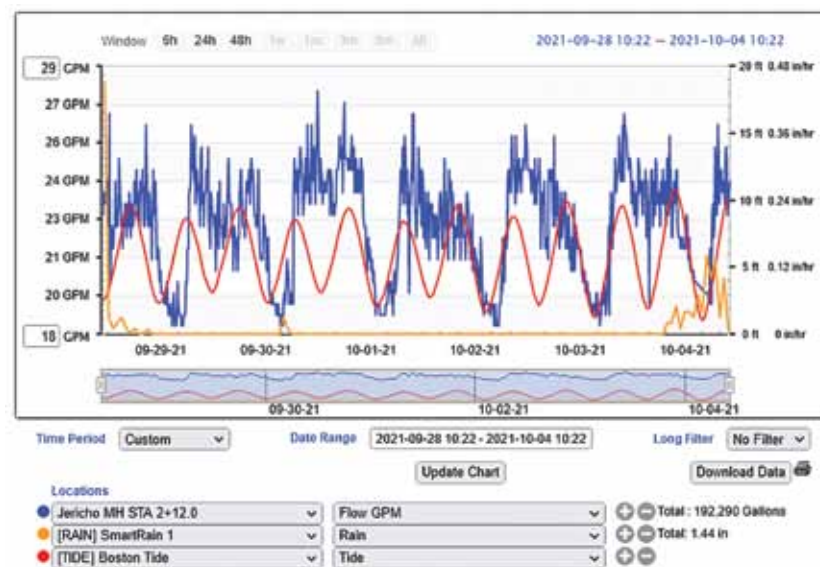 Window 6h 24h 48h 1w 1m 3m 6m All 2021-09-28 10:22 – 2021-10-04 10:22
29 GPM 20 ft 0.48 in/hr
27 GPM
26 GPM 15 ft 0.36 in/hr
24 GPM
23 GPM 10 ft 0.24 in/hr
21 GPM 5 ft 0.12 in/hr
20 GPM
18 GPM 0 ft 0 in/hr
09-29-21 09-30-21 10-01-21 10-02-21 10-03-21 10-04-21
09-30-21 10-02-21 10-04-21
Time Period Custom Date Range 2021-09-28 10:22 - 2021-10-04 10:22 Long Filter No Filter
Update Chart Download Data
Locations
Jericho MH STA 2+12.0 Flow GPM Total : 192.290 Gallons
[RAIN] SmartRain 1 Rain Total: 1.44 in
[TIDE] Boston Tide Tide